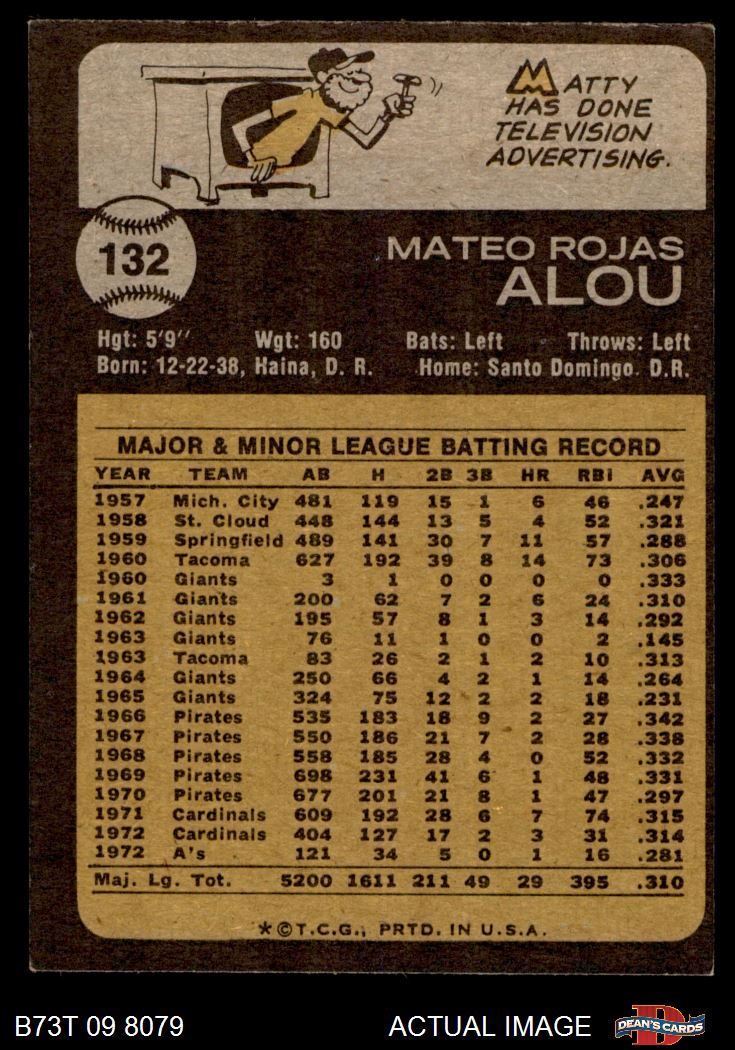 MATTY
HAS DONE
TELEVISION
ADVERTISING.
132
MATEO ROJAS
ALOU
Hgt: 5'9" Wgt: 160 Bats: Left Throws: Left
Born: 12-22-38, Haina, D. R. Home: Santo Domingo D.R.
MAJOR & MINOR LEAGUE BATTING RECORD
YEAR TEAM AB H 2B 3B HR RBI AVG
1957 Mich. City 481 119 15 1 6 46 .247
1958 St. Cloud 448 144 13 5 4 52 .321
1959 Springfield 489 141 30 7 11 57 .288
1960 Tacoma 627 192 39 8 14 73 .306
1960 Giants 3 1 0 0 0 0 .333
1961 Giants 200 62 7 2 6 24 .310
1962 Giants 195 57 8 1 3 14 .292
1963 Giants 76 11 1 0 0 2 .145
1963 Tacoma 83 26 2 1 2 10 .313
1964 Giants 250 66 4 2 1 14 .264
1965 Giants 324 75 12 2 2 18 .231
1966 Pirates 535 183 18 9 2 27 .342
1967 Pirates 550 186 21 7 2 28 .338
1968 Pirates 558 185 28 4 0 52 .332
1969 Pirates 698 231 41 6 1 48 .331
1970 Pirates 677 201 21 8 1 47 .297
1971 Cardinals 609 192 28 6 7 74 .315
1972 Cardinals 404 127 17 2 3 31 .314
1972 A's 121 34 5 0 1 16 .281
Maj. Lg. Tot. 5200 1611 211 49 29 395 .310
*©T.C.G., PRTD. IN U.S.A.
B73T 09 8079 ACTUAL IMAGE DEAN'S CARDS